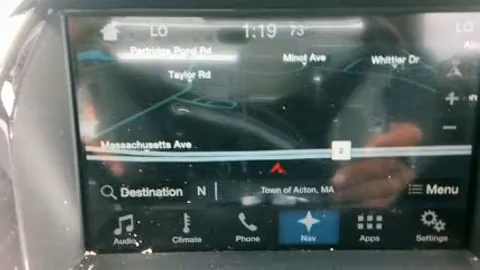 LO 1:19 73 LO
Partridge Pond Rd
Minot Ave
Whittier Dr
Taylor Rd
Massachusetts Ave
2
Destination N Town of Acton, MA Menu
Audio Climate Phone Nav Apps Settings